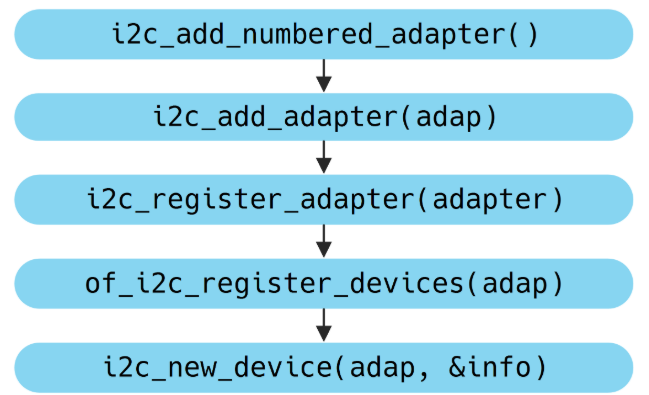 i2c_add_numbered_adapter()
i2c_add_adapter(adap)
i2c_register_adapter(adapter)
of_i2c_register_devices(adap)
i2c_new_device(adap, &info)